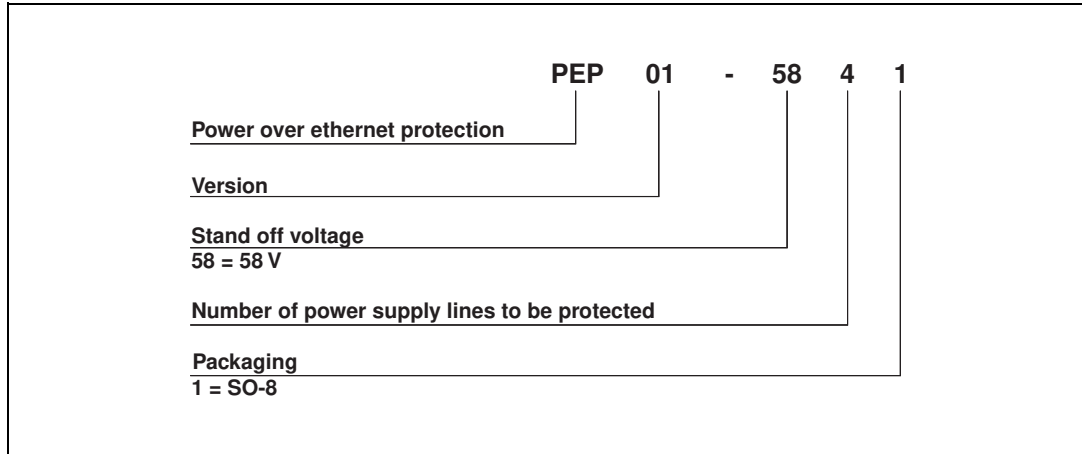 PEP 01 - 58 4 1
Power over ethernet protection
Version
Stand off voltage
58 = 58 V
Number of power supply lines to be protected
Packaging
1 = SO-8